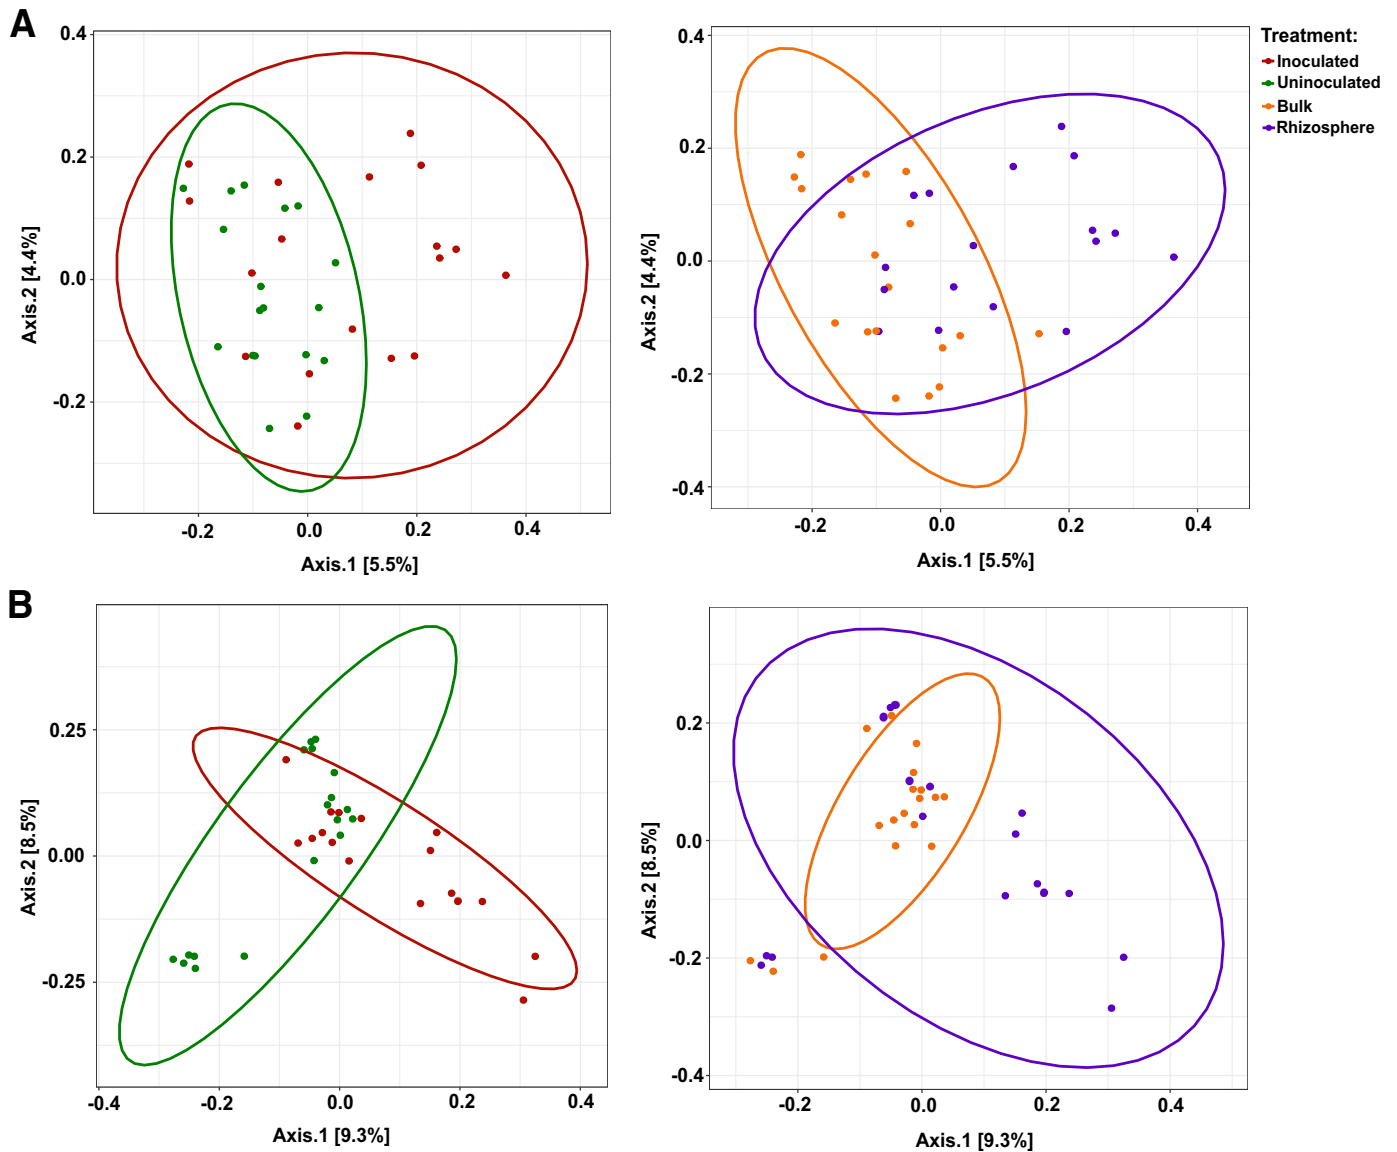 A
0.4
0.2
0.0
-0.2
Axis.2 [4.4%]
-0.2
0.0
0.2
0.4
Axis.1 [5.5%]
0.4
0.2
0.0
-0.2
-0.4
Axis.2 [4.4%]
-0.2
0.0
0.2
0.4
Axis.1 [5.5%]
Treatment:
Inoculated
Uninoculated
Bulk
Rhizosphere
B
0.25
0.00
-0.25
Axis.2 [8.5%]
-0.4
-0.2
0.0
0.2
0.4
Axis.1 [9.3%]
0.2
0.0
-0.2
-0.4
Axis.2 [8.5%]
-0.2
0.0
0.2
0.4
Axis.1 [9.3%]